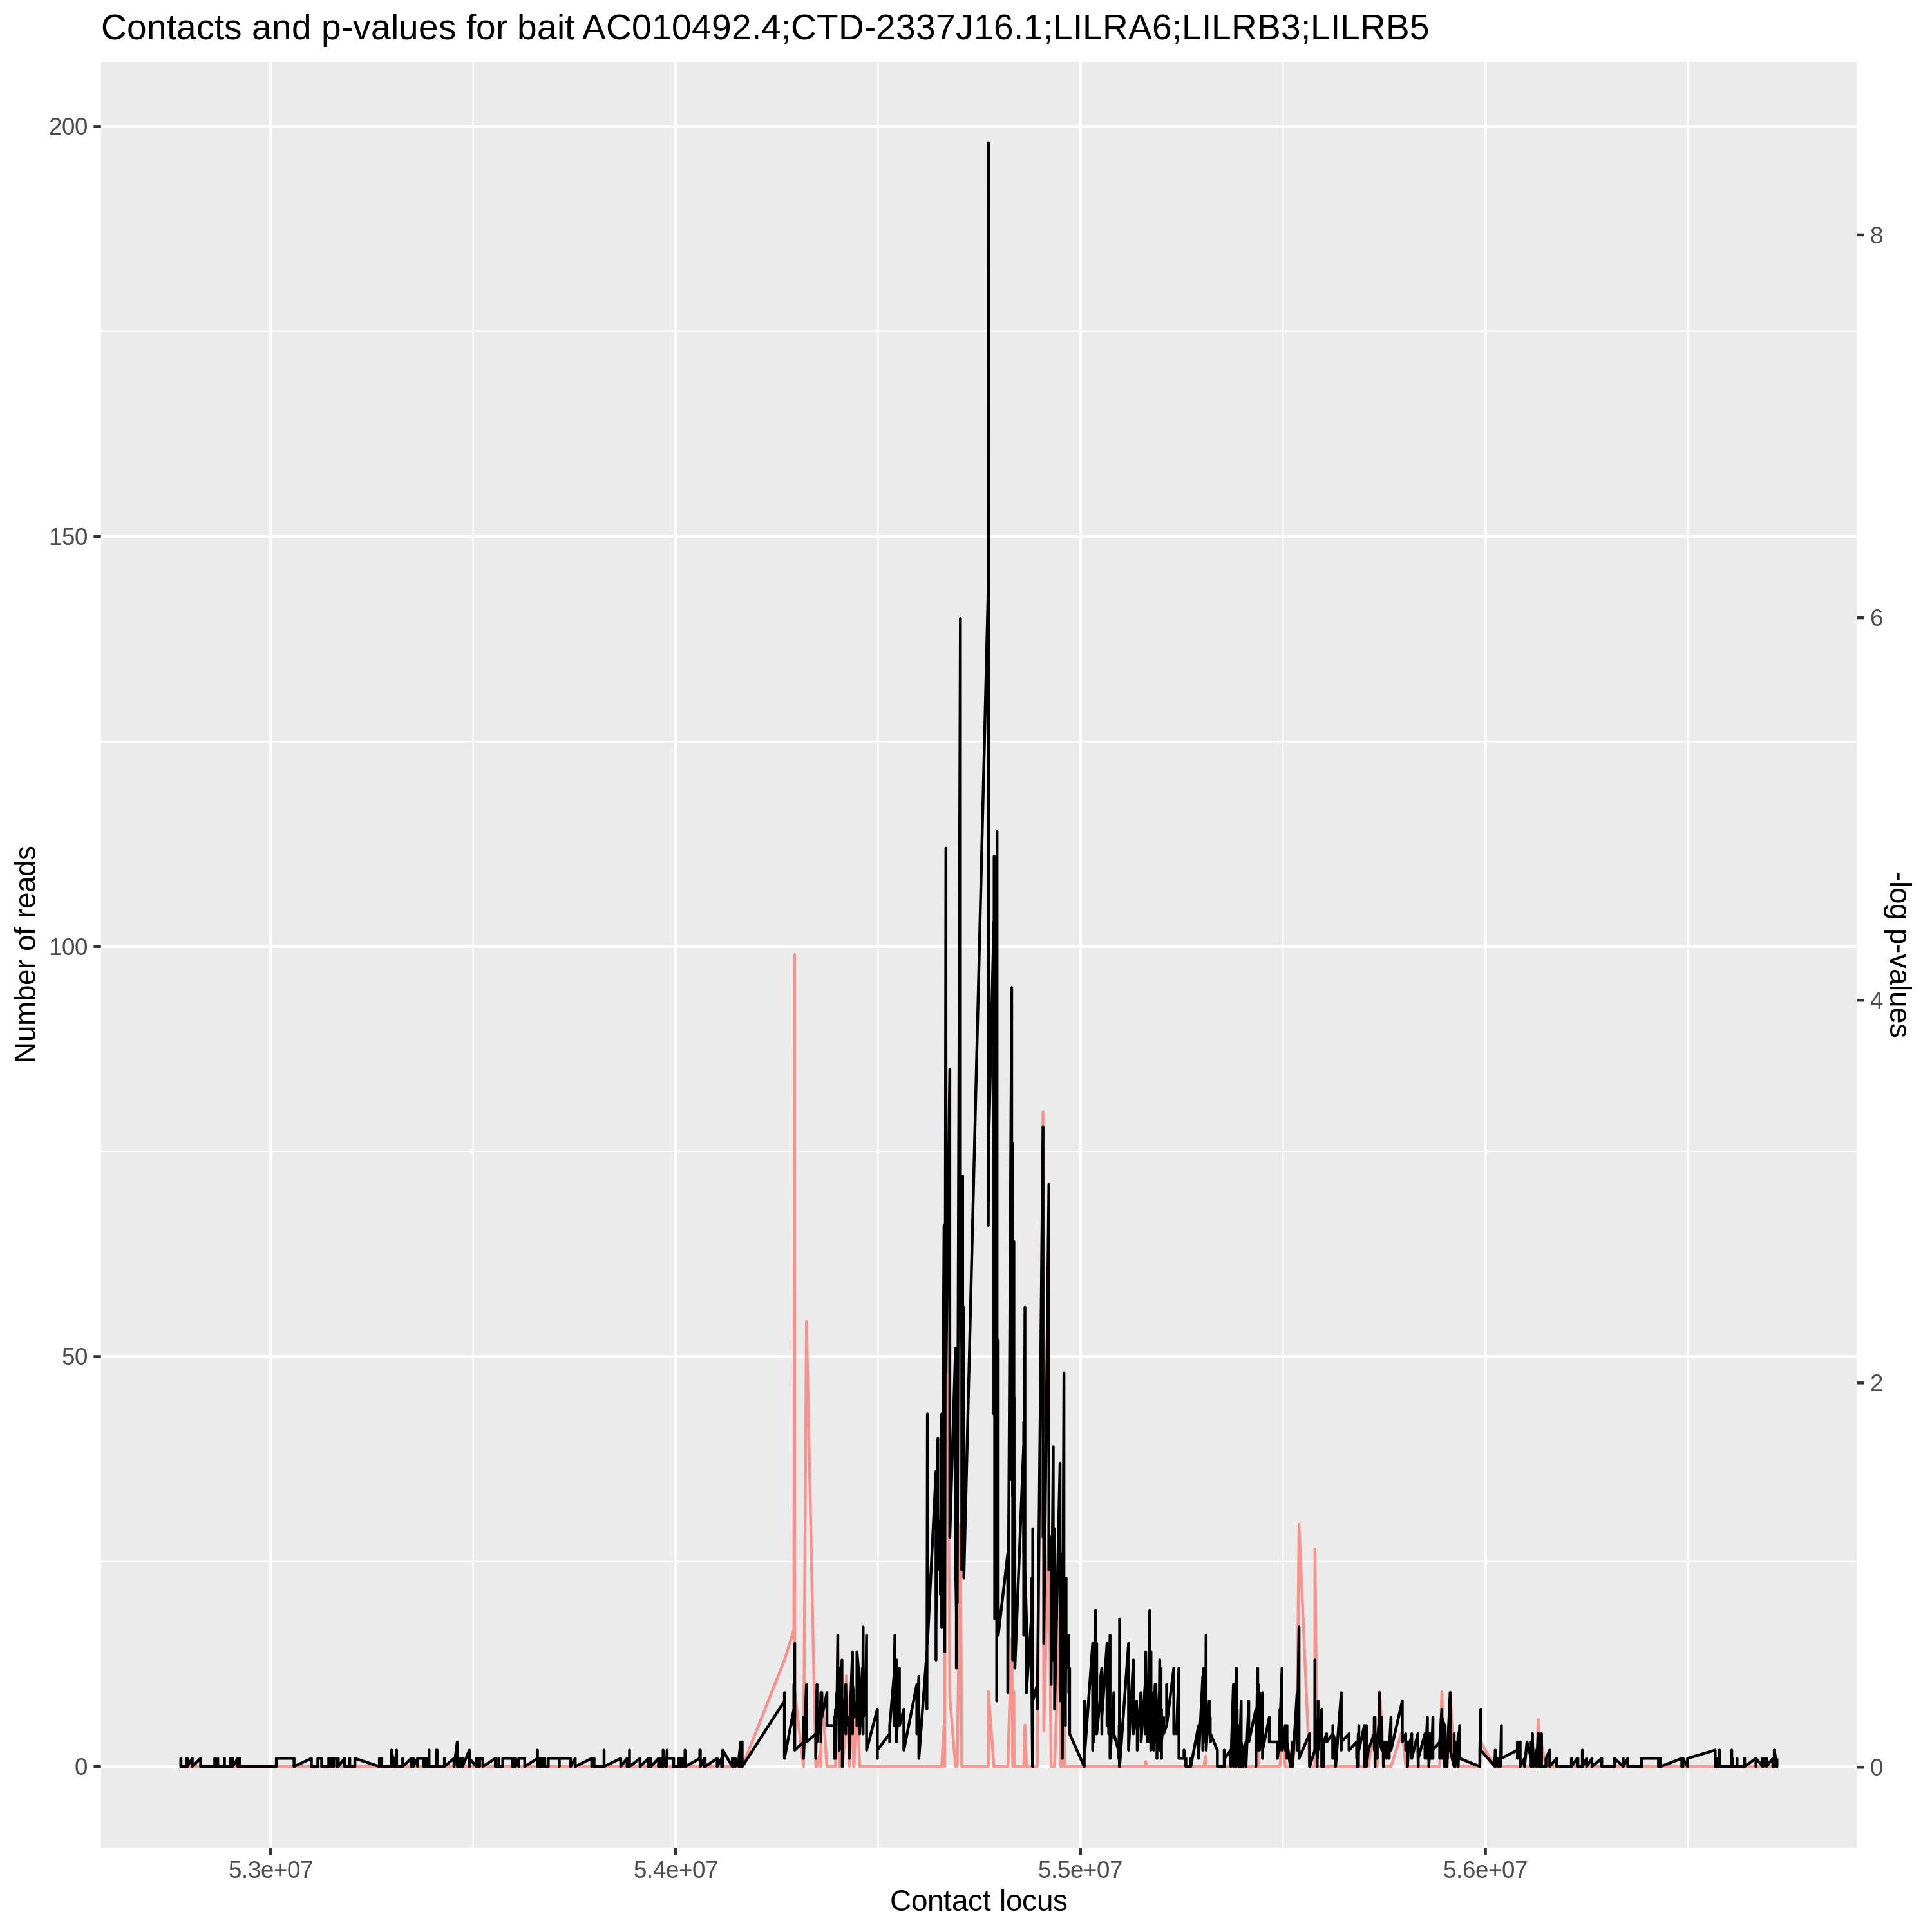 Contacts and p-values for bait AC010492.4;CTD-2337J16.1;LILRA6;LILRB3;LILRB5
200
150
100
50
0
Number of reads
8
6
4
2
0
-log p-values
5.3e+07
5.4e+07
5.5e+07
5.6e+07
Contact locus